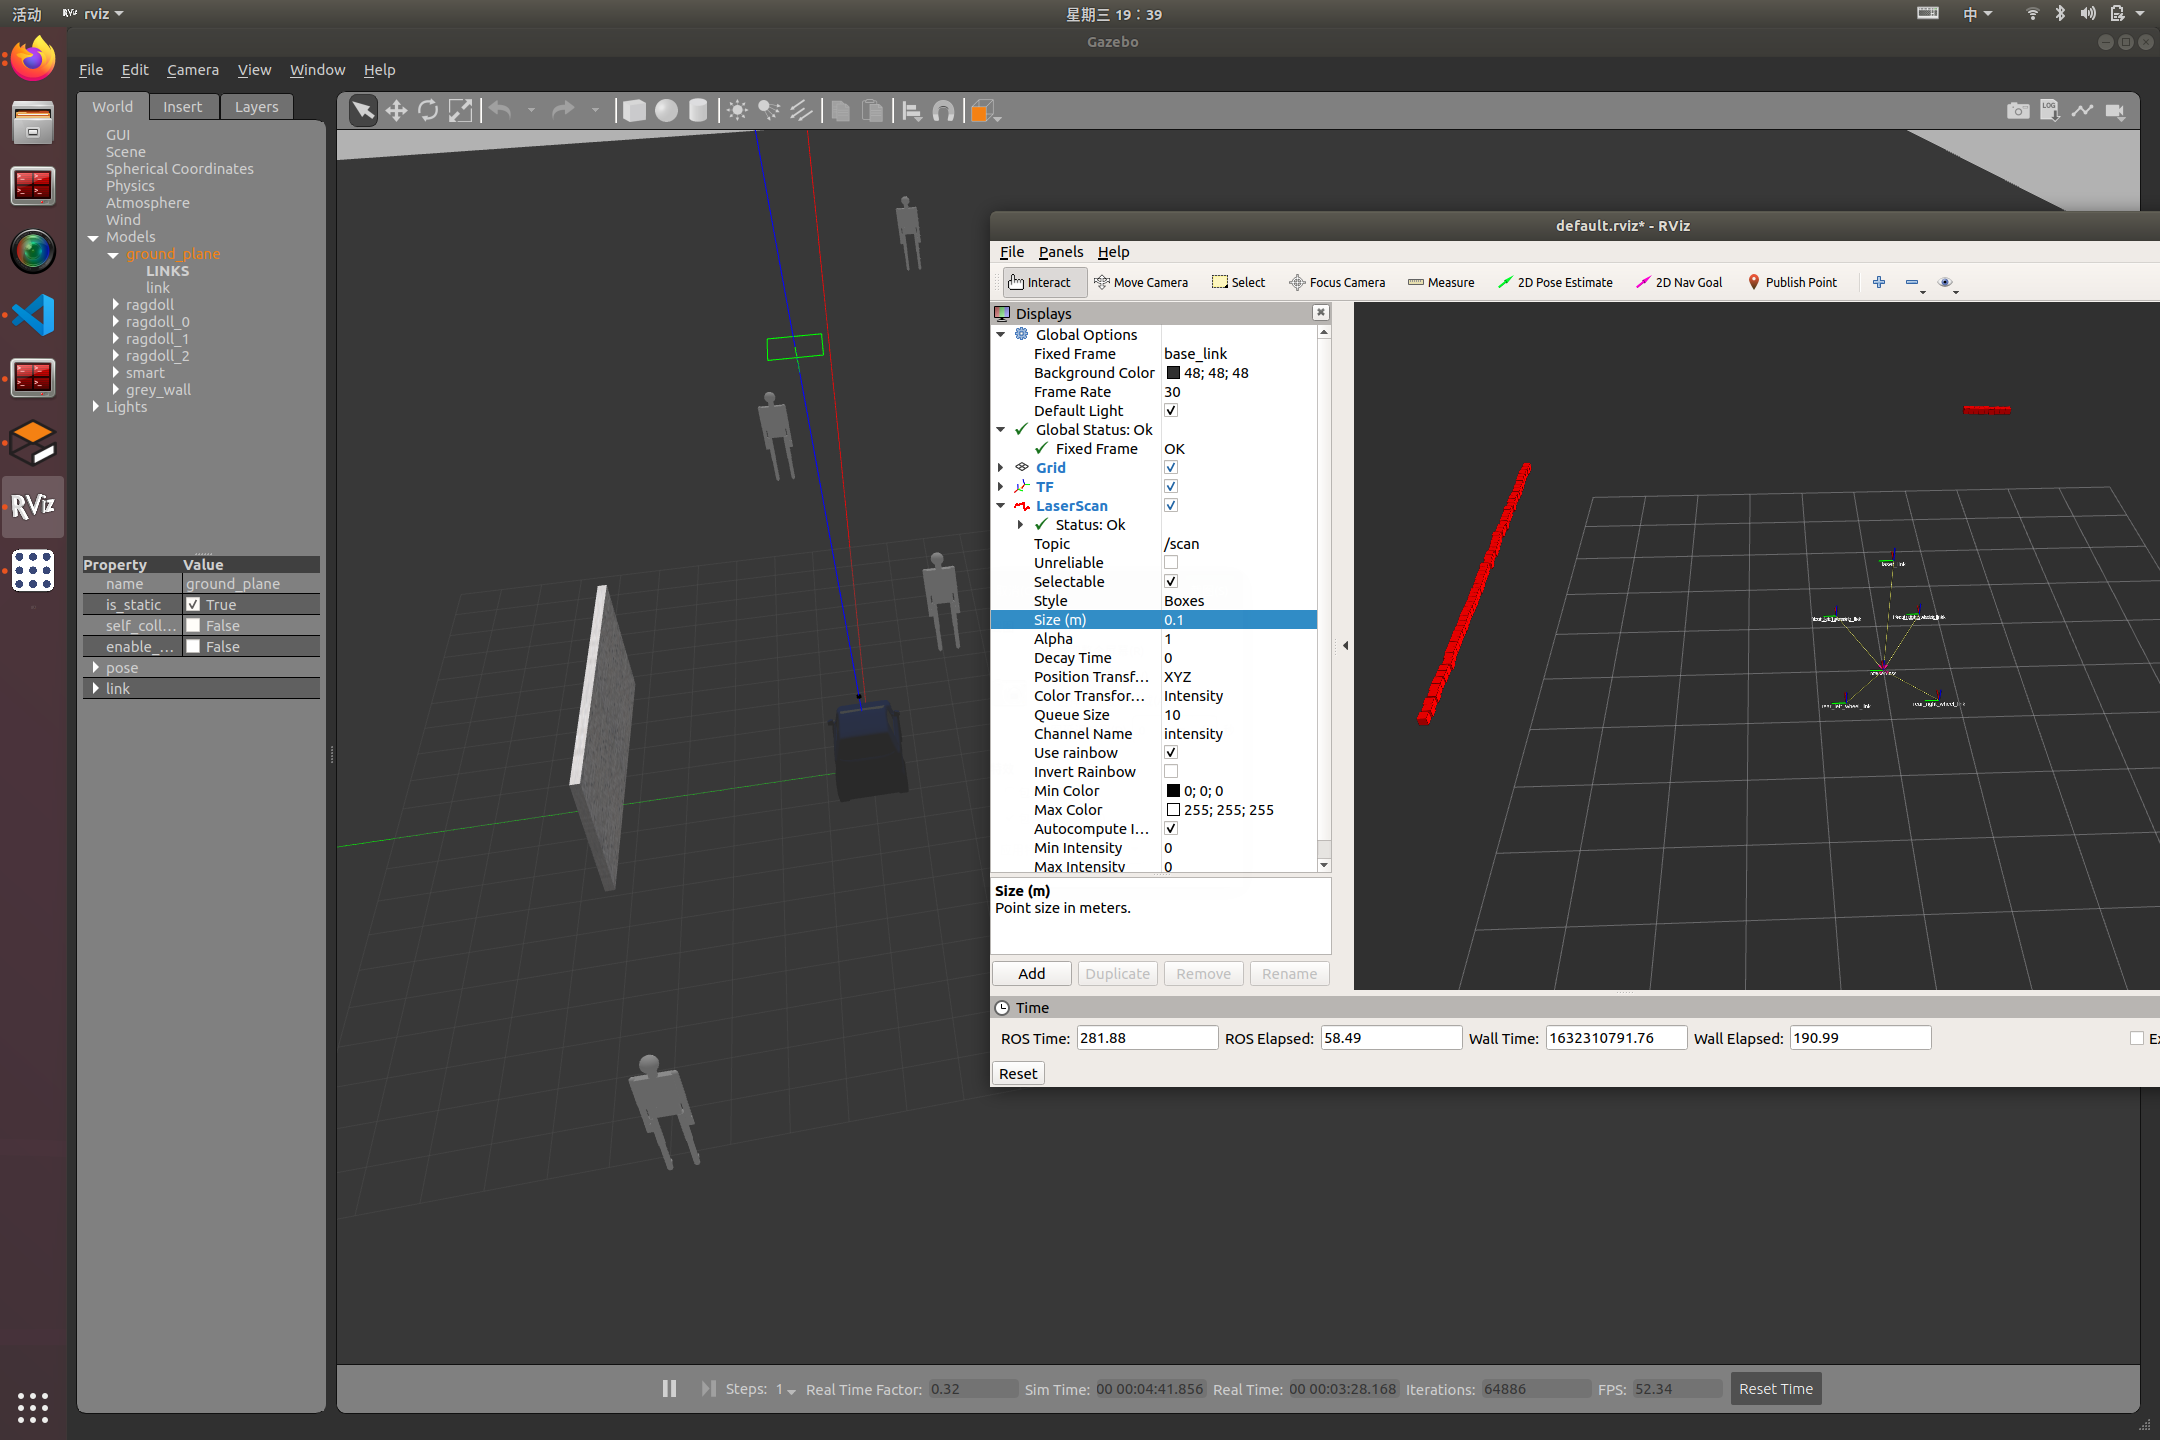 活动 RViz rviz 星期三 19：39 中
Gazebo
File Edit Camera View Window Help
World Insert Layers
GUI
Scene
Spherical Coordinates
Physics
Atmosphere
Wind
Models
ground_plane
LINKS
link
ragdoll
ragdoll_0
ragdoll_1
ragdoll_2
smart
grey_wall
Lights
Property Value
name ground_plane
is_static True
self_coll... False
enable_... False
pose
link
RViz
LOG
default.rviz* - RViz
File Panels Help
Interact Move Camera Select Focus Camera Measure 2D Pose Estimate 2D Nav Goal Publish Point
Displays
Global Options
Fixed Frame base_link
Background Color 48; 48; 48
Frame Rate 30
Default Light
Global Status: Ok
Fixed Frame OK
Grid
TF
LaserScan
Status: Ok
Topic /scan
Unreliable
Selectable
Style Boxes
Size (m) 0.1
Alpha 1
Decay Time 0
Position Transf... XYZ
Color Transfor... Intensity
Queue Size 10
Channel Name intensity
Use rainbow
Invert Rainbow
Min Color 0; 0; 0
Max Color 255; 255; 255
Autocompute I...
Min Intensity 0
Max Intensity 0
Size (m)
Point size in meters.
Add Duplicate Remove Rename
rear_left_wheel_link rear_right_wheel_link
Time
ROS Time: 281.88 ROS Elapsed: 58.49 Wall Time: 1632310791.76 Wall Elapsed: 190.99 Ex
Reset
Steps: 1 Real Time Factor: 0.32 Sim Time: 00 00:04:41.856 Real Time: 00 00:03:28.168 Iterations: 64886 FPS: 52.34 Reset Time